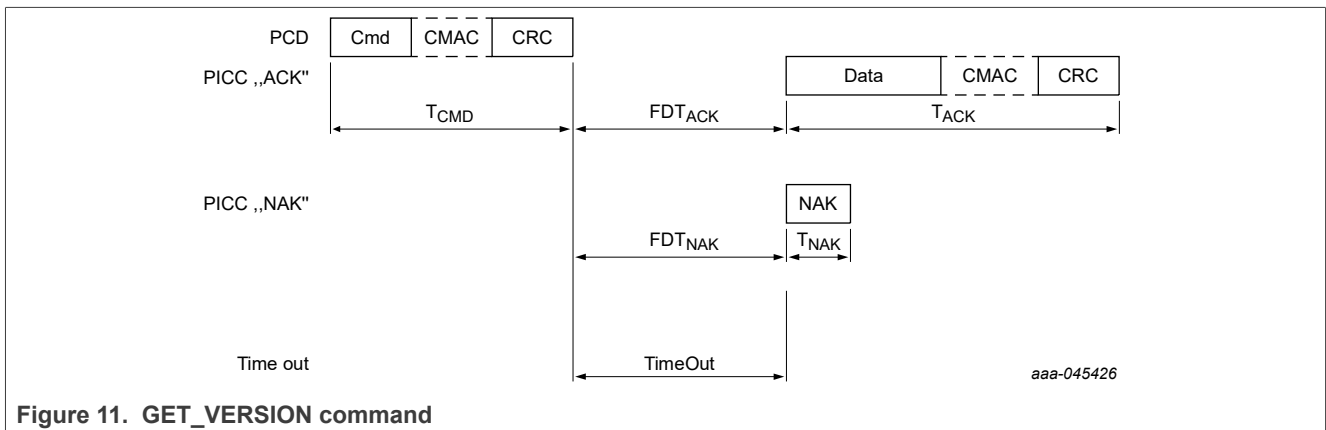 PCD Cmd CMAC CRC
PICC ,,ACK" Data CMAC CRC
TCMD FDTACK TACK
PICC ,,NAK" NAK
FDTNAK TNAK
Time out TimeOut aaa-045426
Figure 11. GET_VERSION command